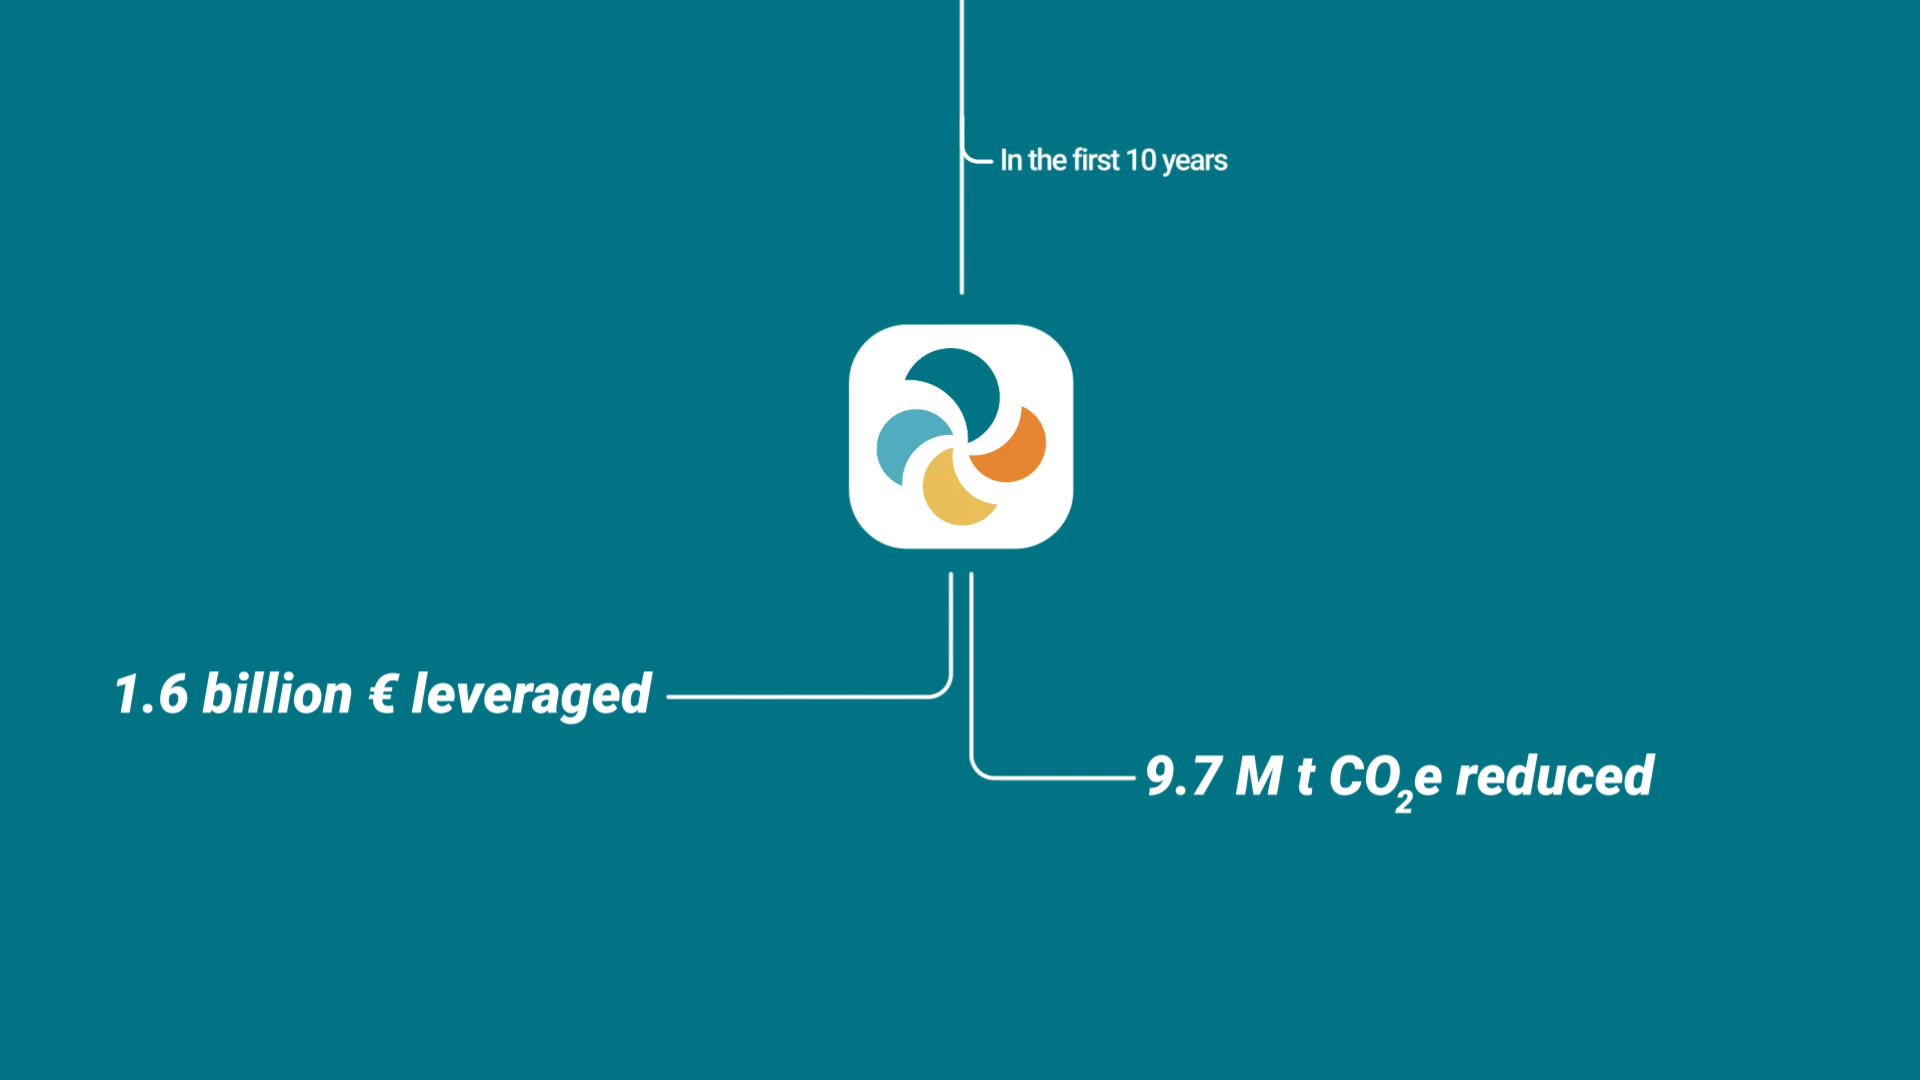 In the first 10 years
1.6 billion € leveraged
9.7 M t CO₂e reduced